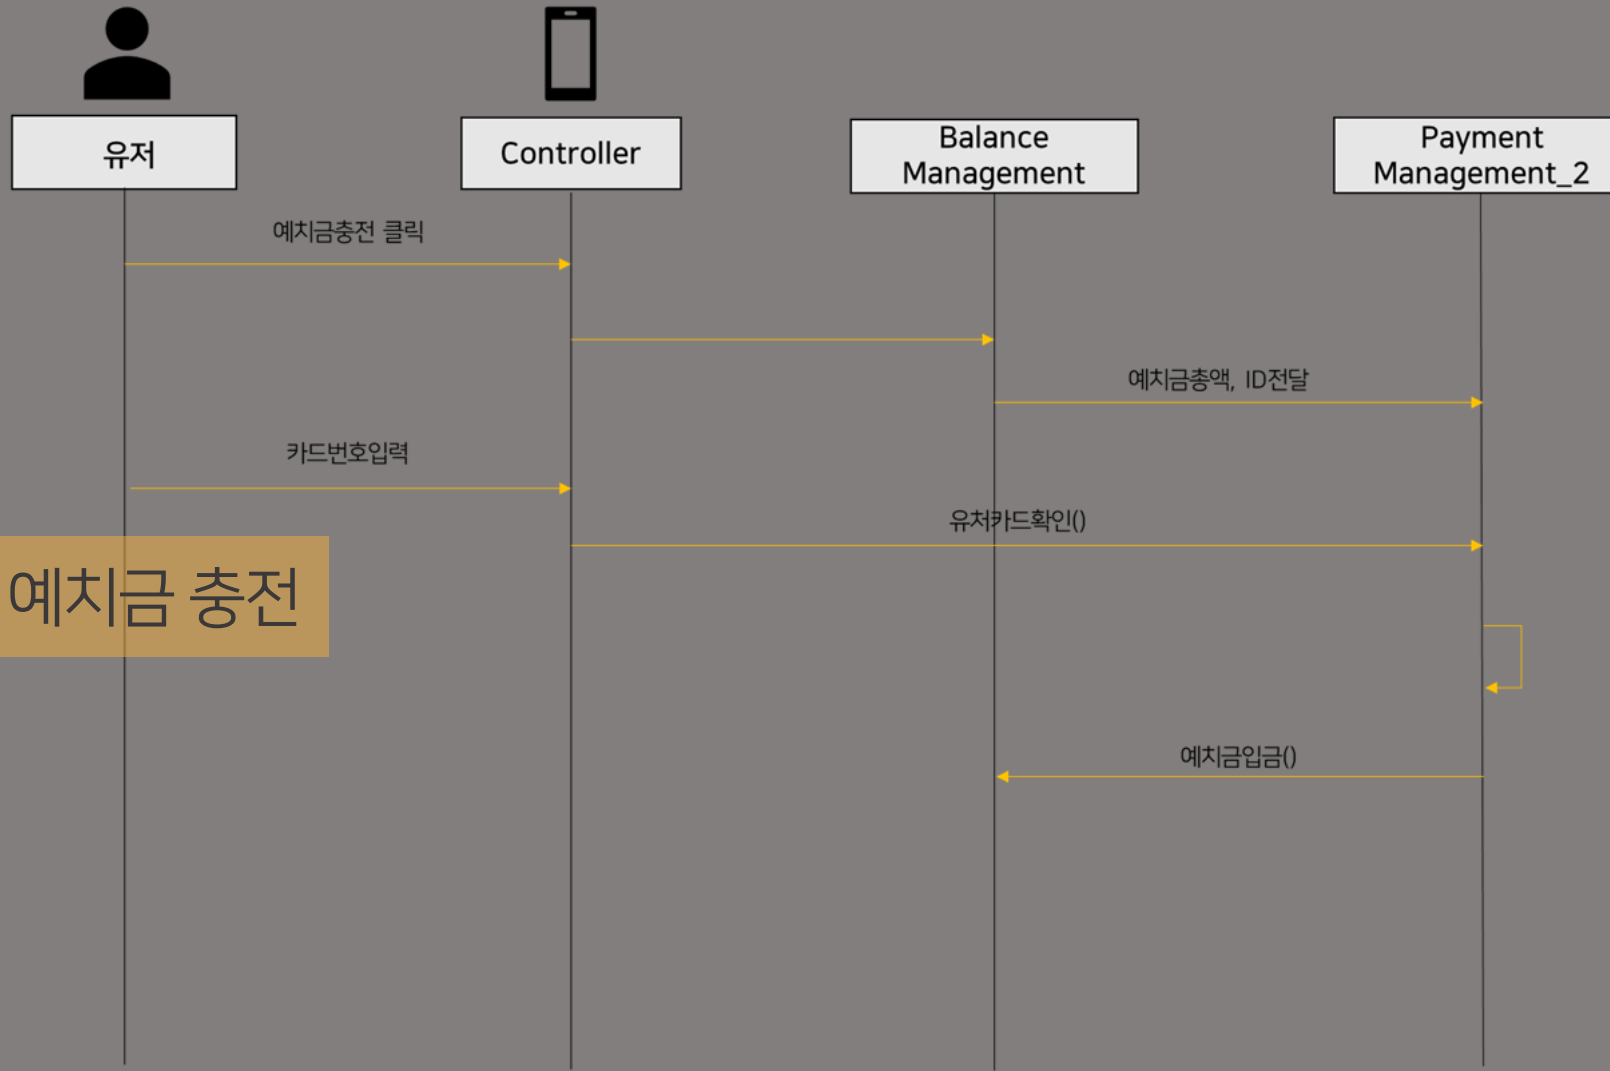 유저
Controller
Balance
Management
Payment
Management_2
예치금충전 클릭
예치금총액, ID전달
카드번호입력
유저카드확인()
예치금 충전
예치금입금()